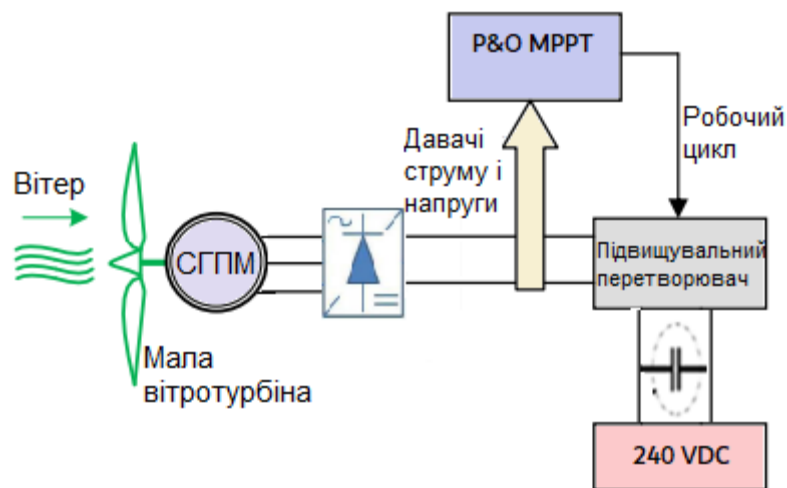 P&O MPPT
Робочий
цикл
Давачі
струму і
напруги
Вітер
СГПМ
Підвищувальний
перетворювач
Мала
вітротурбіна
240 VDC